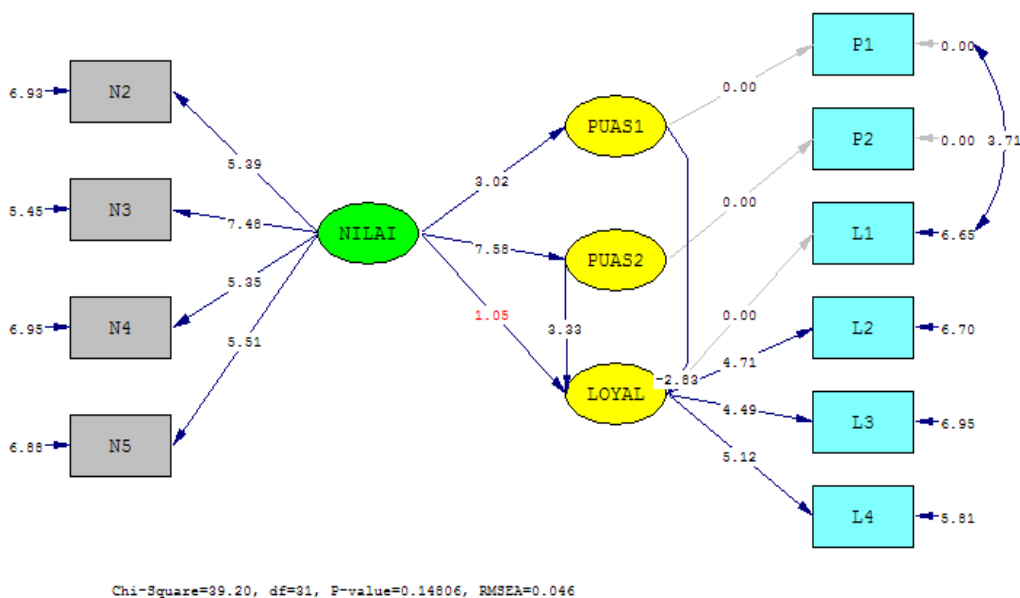 P1
0.00
N2
6.93
0.00
PUAS1
P2
0.00
3.71
5.39
3.02
N3
5.45
7.48
0.00
NILAI
L1
6.65
7.58
PUAS2
5.35
1.05
3.33
0.00
N4
6.95
L2
6.70
5.51
4.71
-2.83
LOYAL
4.49
L3
6.95
N5
6.88
5.12
L4
5.81
Chi-Square=39.20, df=31, P-value=0.14806, RMSEA=0.046